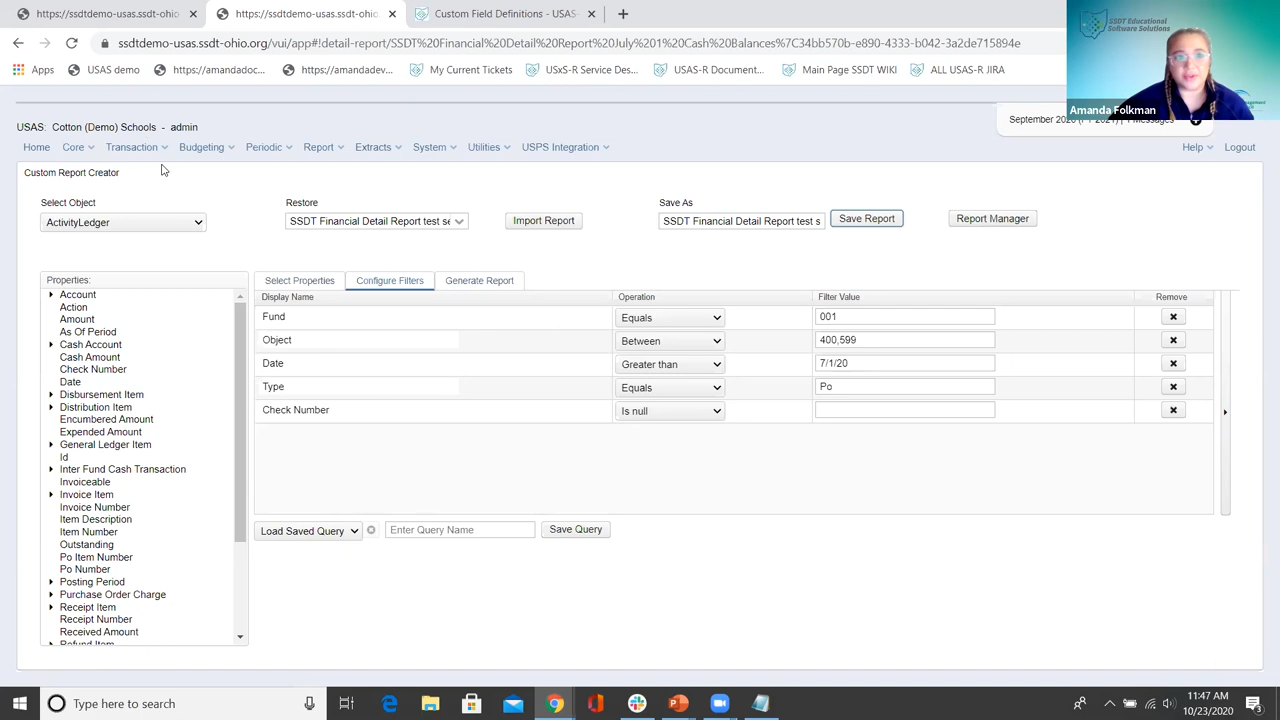 https://ssdtdemo-usas.ssdt-ohio
https://ssdtdemo-usas.ssdt-ohio.
Custom Field Definitions - USAS-
ssdtdemo-usas.ssdt-ohio.org/vui/app#!detail-report/SSDT%20Financial%20Detail%20Report%20July%201%20Cash%20Balances%7C34bb570b-e890-4333-b042-3a2de715894e
Apps
USAS demo
https://amandadoc...
https://amandadev...
My Current Tickets
USxS-R Service Des...
USAS-R Document...
Main Page SSDT WIKI
ALL USAS-R JIRA
SSDT Educational
Software Solutions
Amanda Folkman
USAS: Cotton (Demo) Schools - admin
Home
Core
Transaction
Budgeting
Periodic
Report
Extracts
System
Utilities
USPS Integration
Help
Logout
Custom Report Creator
Select Object
Restore
Save As
ActivityLedger
SSDT Financial Detail Report test se
Import Report
SSDT Financial Detail Report test s
Save Report
Report Manager
Properties:
Account
Action
Amount
As Of Period
Cash Account
Cash Amount
Check Number
Date
Disbursement Item
Distribution Item
Encumbered Amount
Expended Amount
General Ledger Item
Id
Inter Fund Cash Transaction
Invoiceable
Invoice Item
Invoice Number
Item Description
Item Number
Outstanding
Po Item Number
Po Number
Posting Period
Purchase Order Charge
Receipt Item
Receipt Number
Received Amount
Refund Item
Select Properties
Configure Filters
Generate Report
Display Name
Operation
Filter Value
Remove
Fund
Equals
001
Object
Between
400,599
Date
Greater than
7/1/20
Type
Equals
Po
Check Number
Is null
Load Saved Query
Enter Query Name
Save Query
Type here to search
11:47 AM
10/23/2020